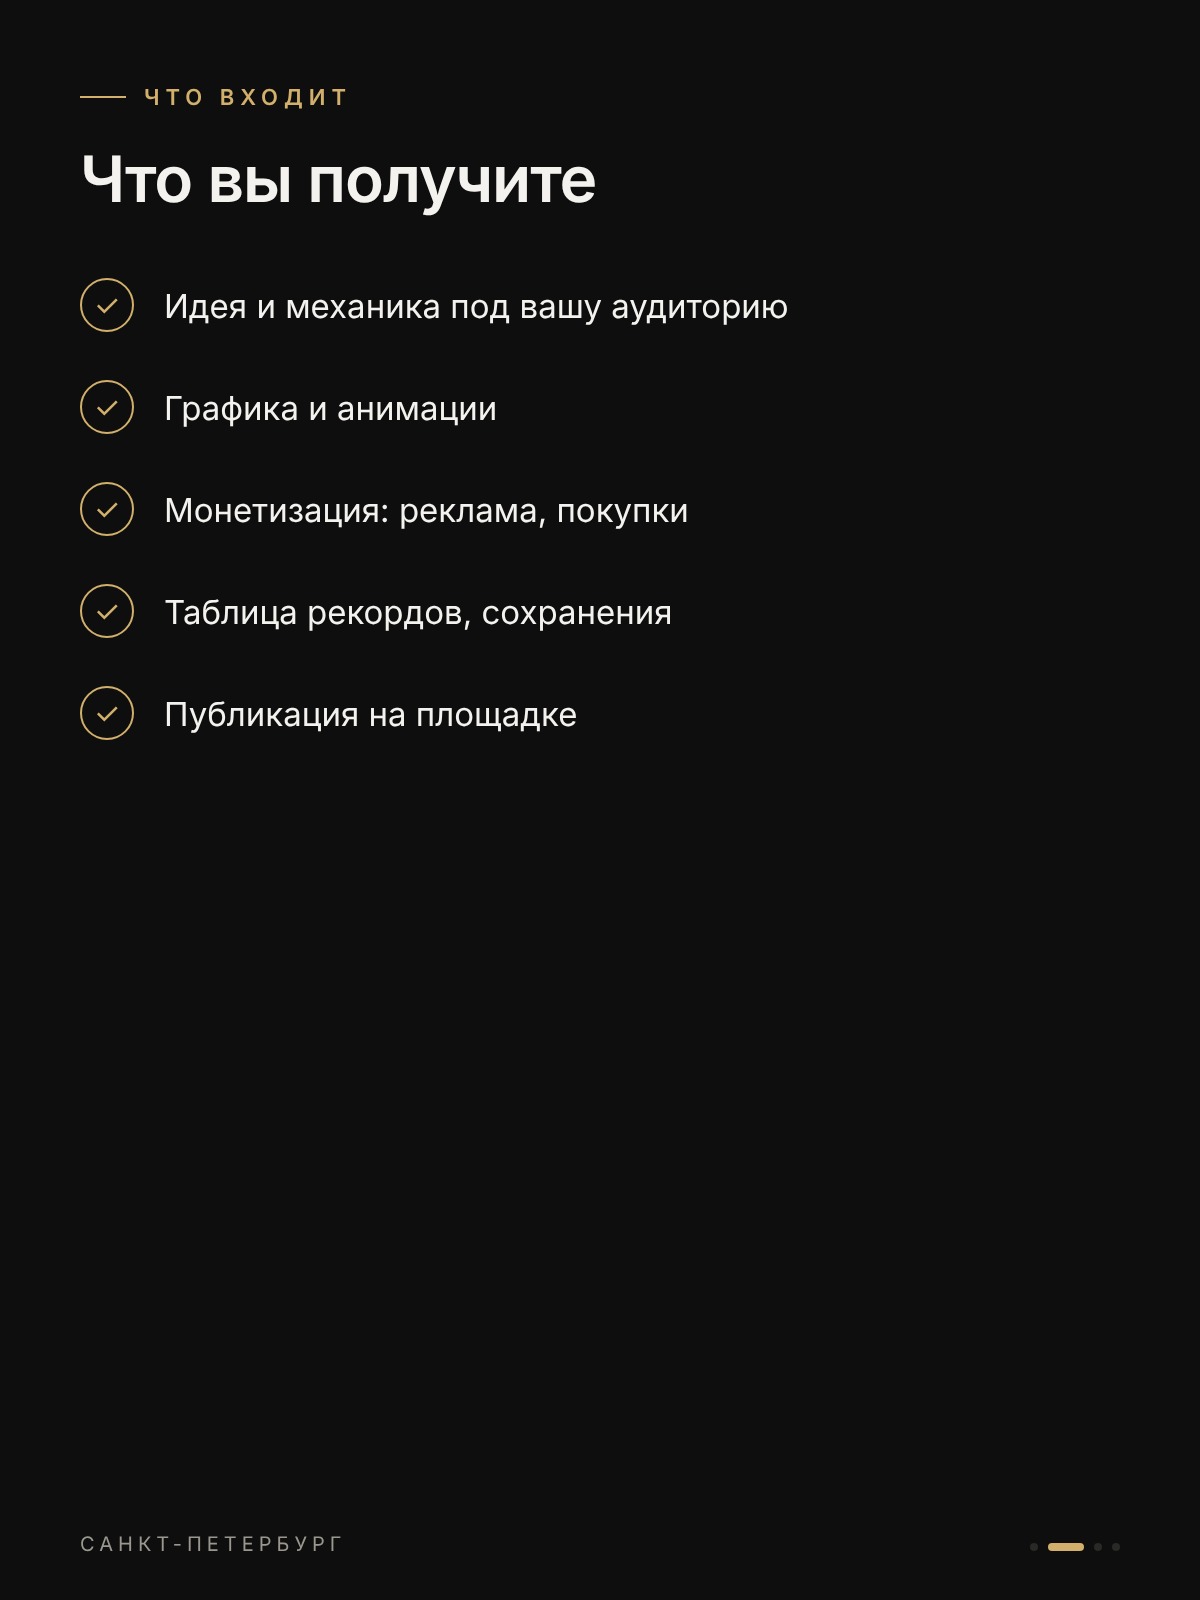 ЧТО ВХОДИТ
Что вы получите
Идея и механика под вашу аудиторию
Графика и анимации
Монетизация: реклама, покупки
Таблица рекордов, сохранения
Публикация на площадке
САНКТ-ПЕТЕРБУРГ